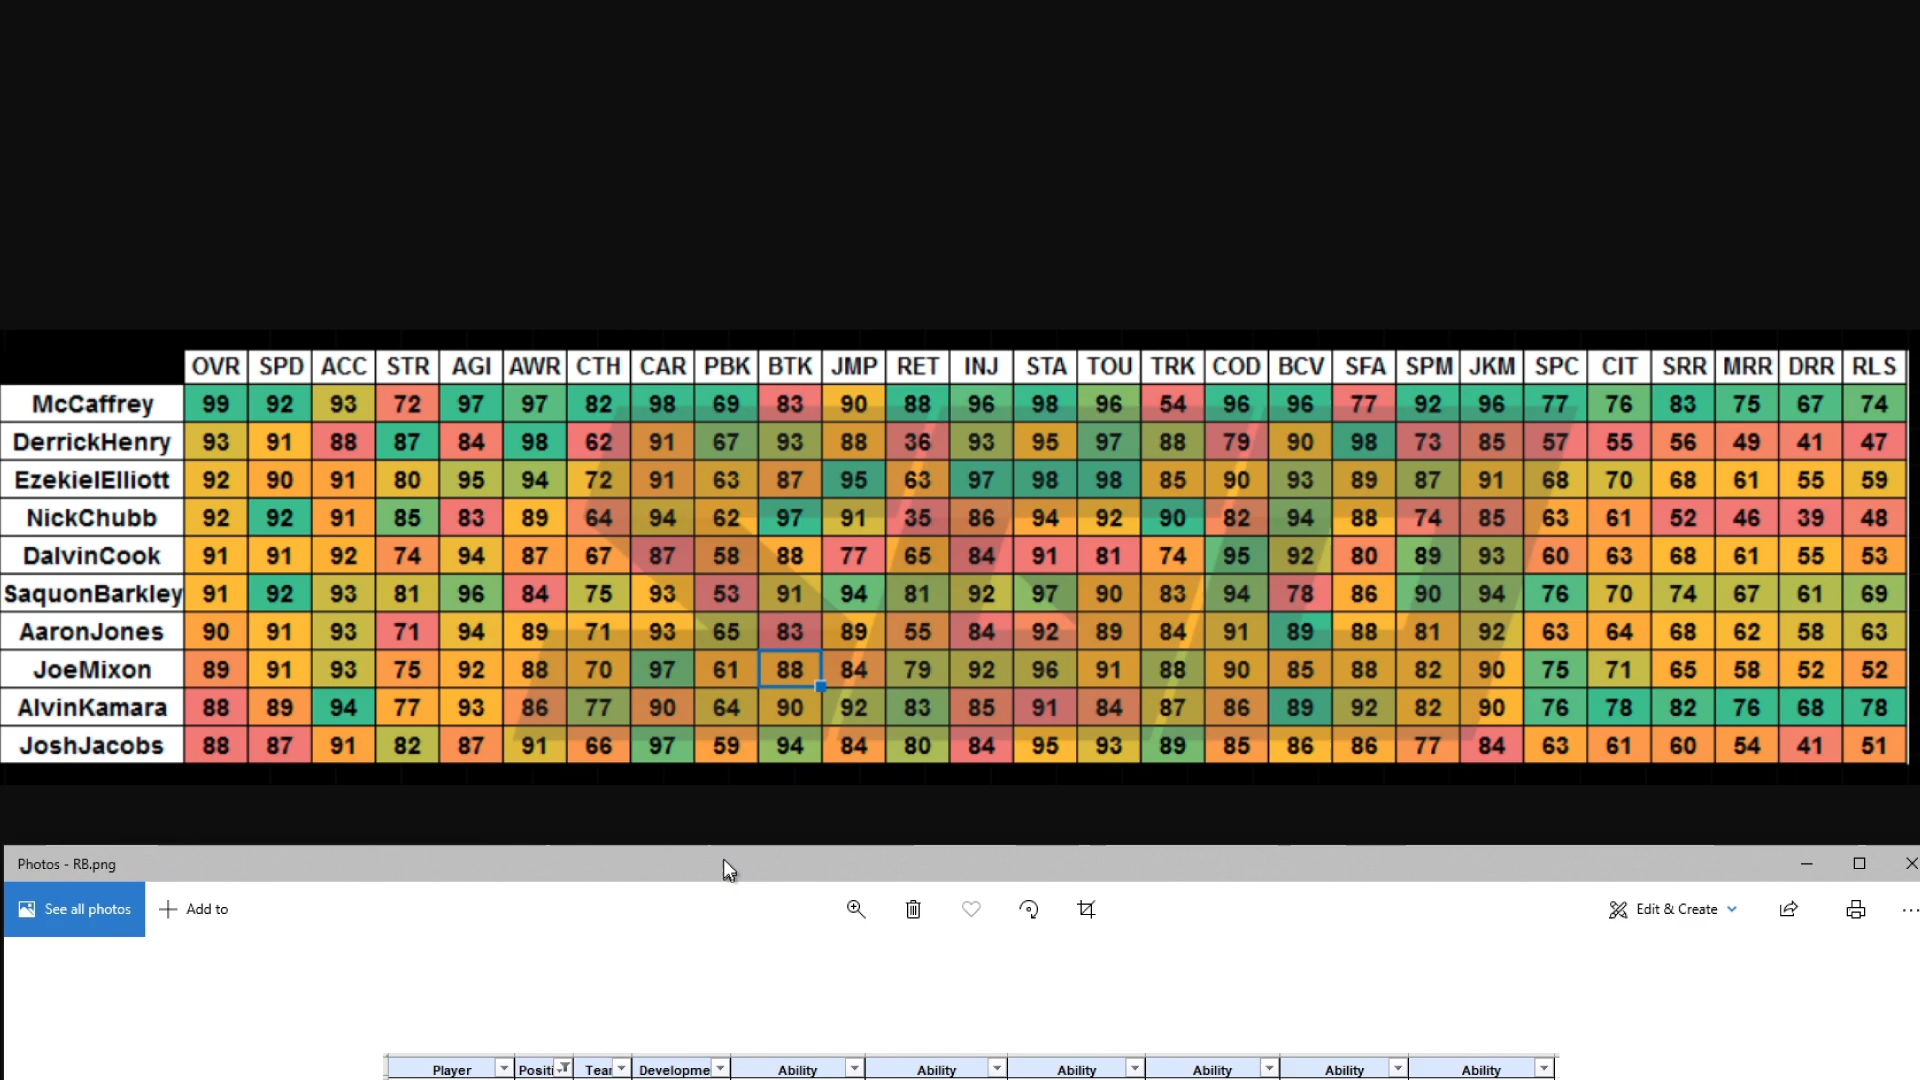 OVR SPD ACC STR AGI AWR CTH CAR PBK BTK JMP RET INJ STA TOU TRK COD BCV SFA SPM JKM SPC CIT SRR MRR DRR RLS
McCaffrey 99 92 93 72 97 97 82 98 69 83 90 88 96 98 96 54 96 96 77 92 96 77 76 83 75 67 74
DerrickHenry 93 91 88 87 84 98 62 91 67 93 88 36 93 95 97 88 79 90 98 73 85 57 55 56 49 41 47
EzekielElliott 92 90 91 80 95 94 72 91 63 87 95 63 97 98 98 85 90 93 89 87 91 68 70 68 61 55 59
NickChubb 92 92 91 85 83 89 64 94 62 97 91 35 86 94 92 90 82 94 88 74 85 63 61 52 46 39 48
DalvinCook 91 91 92 74 94 87 67 87 58 88 77 65 84 91 81 74 95 92 80 89 93 60 63 68 61 55 53
SaquonBarkley 91 92 93 81 96 84 75 93 53 91 94 81 92 97 90 83 94 78 86 90 94 76 70 74 67 61 69
AaronJones 90 91 93 71 94 89 71 93 65 83 89 55 84 92 89 84 91 89 88 81 92 63 64 68 62 58 63
JoeMixon 89 91 93 75 92 88 70 97 61 88 84 79 92 96 91 88 90 85 88 82 90 75 71 65 58 52 52
AlvinKamara 88 89 94 77 93 86 77 90 64 90 92 83 85 91 84 87 86 89 92 82 90 76 78 82 76 68 78
JoshJacobs 88 87 91 82 87 91 66 97 59 94 84 80 84 95 93 89 85 86 86 77 84 63 61 60 54 41 51
Photos - RB.png
See all photos Add to Edit & Create
Player Positi Tear Developme Ability Ability Ability Ability Ability Ability